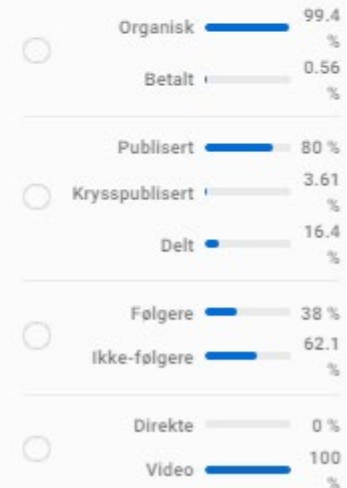 Organisk 99.4
%
Betalt 0.56
%
Publisert 80 %
Krysspublisert 3.61
%
Delt 16.4
%
Følgere 38 %
Ikke-følgere 62.1
%
Direkte 0 %
Video 100
%